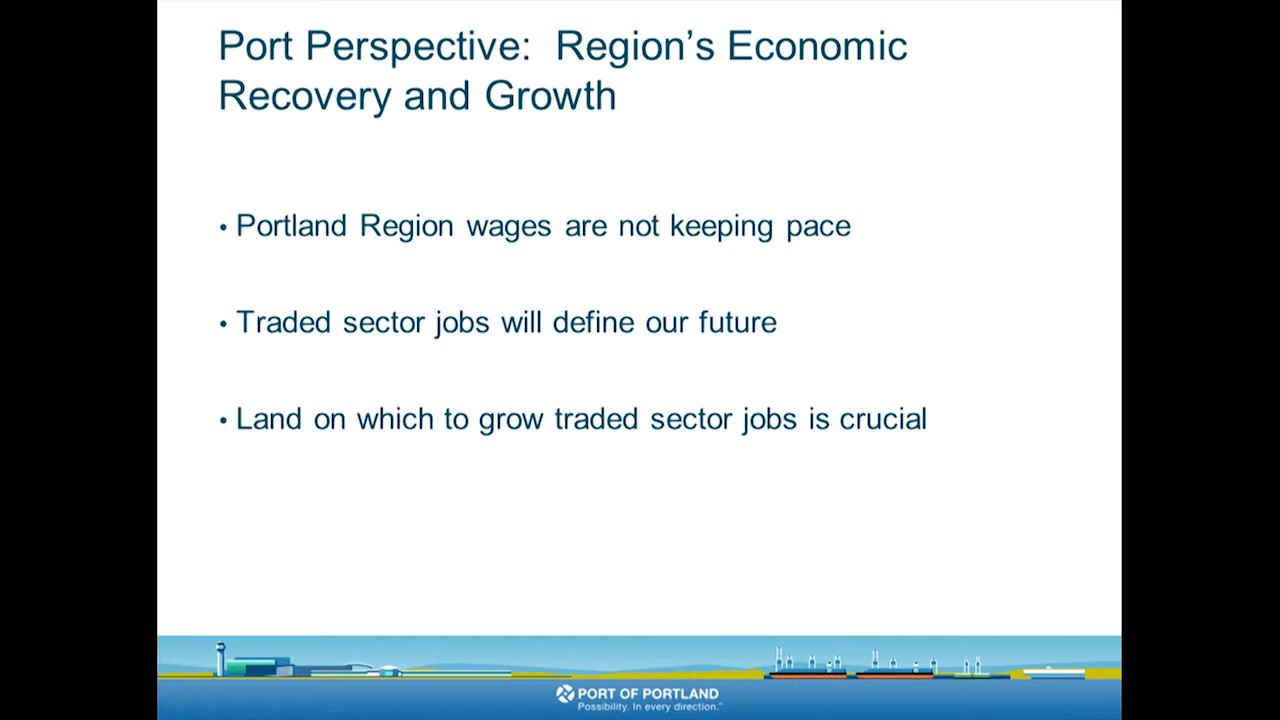 Port Perspective:  Region’s Economic
Recovery and Growth
• Portland Region wages are not keeping pace
• Traded sector jobs will define our future
• Land on which to grow traded sector jobs is crucial
PORT OF PORTLAND
Possibility. In every direction.™